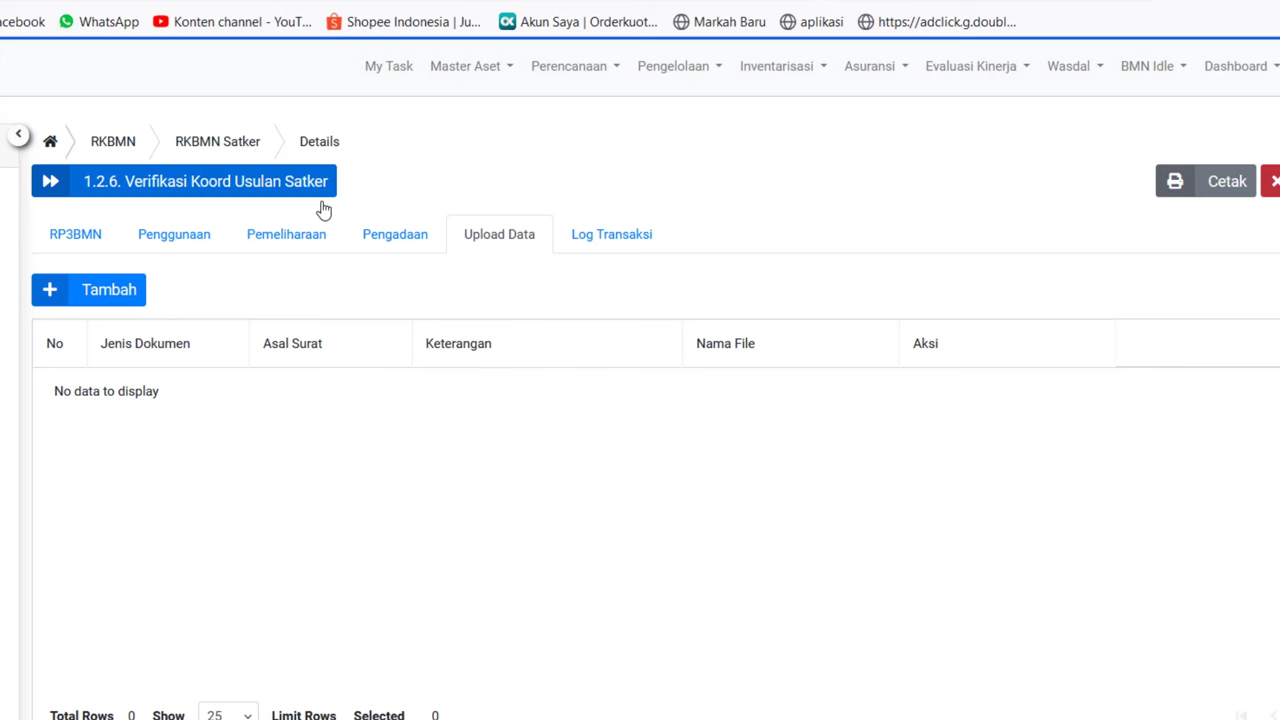 acebook WhatsApp Konten channel - YouT... Shopee Indonesia | Ju... Akun Saya | Orderkuot... Markah Baru aplikasi https://adclick.g.doubl...
My Task Master Aset Perencanaan Pengelolaan Inventarisasi Asuransi Evaluasi Kinerja Wasdal BMN Idle Dashboard
RKBMN RKBMN Satker Details
1.2.6. Verifikasi Koord Usulan Satker Cetak
RP3BMN Penggunaan Pemeliharaan Pengadaan Upload Data Log Transaksi
Tambah
No Jenis Dokumen Asal Surat Keterangan Nama File Aksi
No data to display
Total Rows 0 Show 25 Limit Rows Selected 0